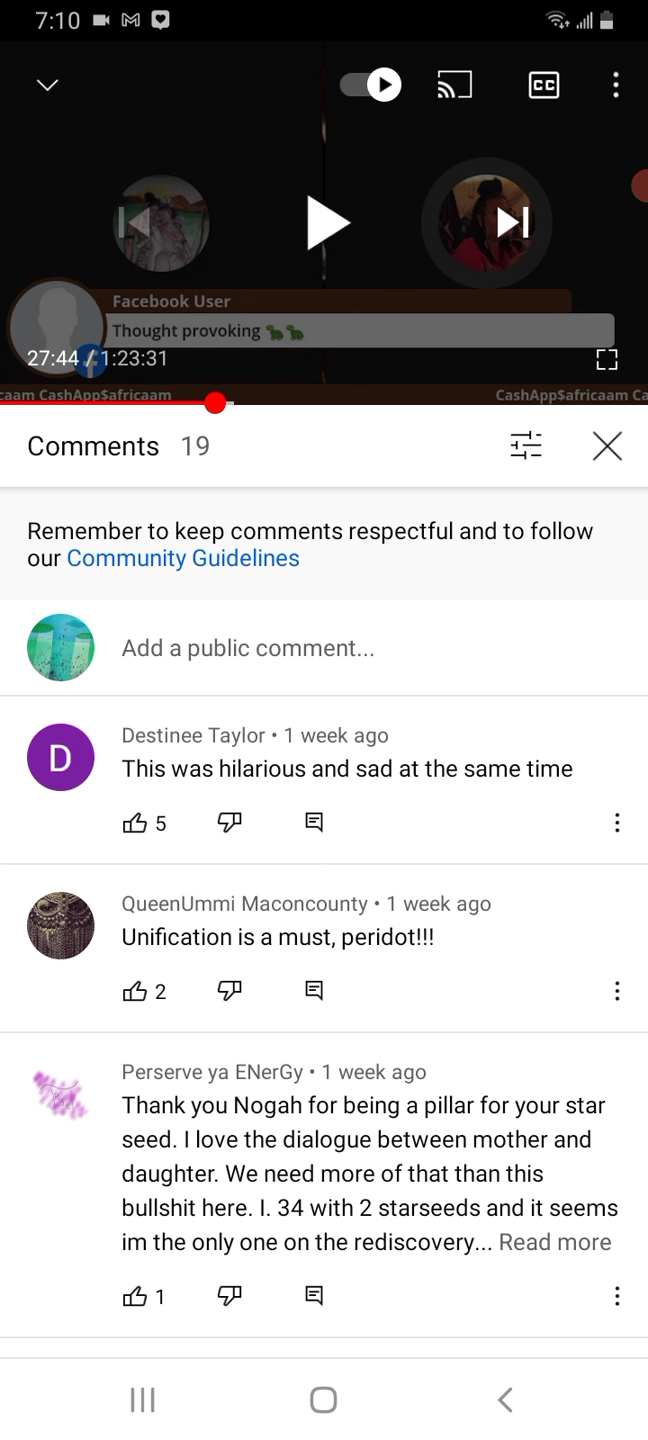 7:10
CC
Facebook User
Thought provoking 🦕🦕
27:44 / 1:23:31
caam CashApp$africaam
CashApp$africaam Ca
Comments 19
Remember to keep comments respectful and to follow
our Community Guidelines
Add a public comment...
D
Destinee Taylor • 1 week ago
This was hilarious and sad at the same time
5
QueenUmmi Maconcounty • 1 week ago
Unification is a must, peridot!!!
2
Perserve ya ENerGy • 1 week ago
Thank you Nogah for being a pillar for your star
seed. I love the dialogue between mother and
daughter. We need more of that than this
bullshit here. I. 34 with 2 starseeds and it seems
im the only one on the rediscovery... Read more
1